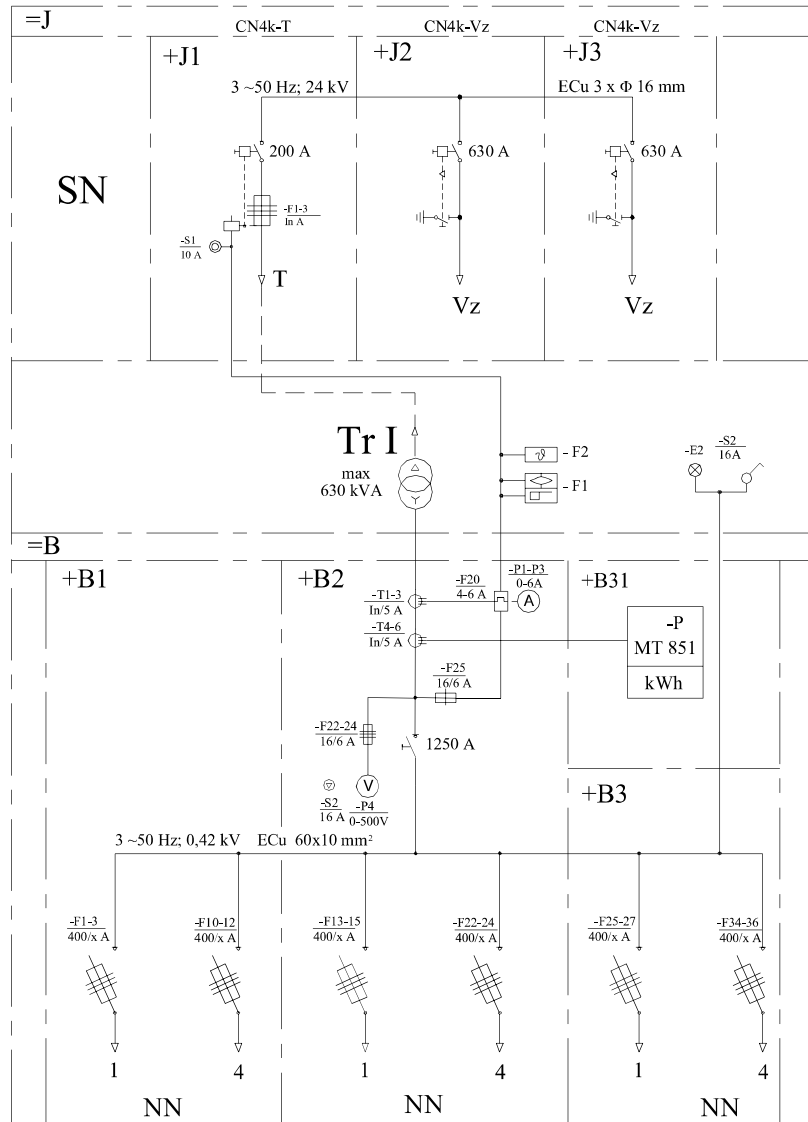 =J
CN4k-T
CN4k-Vz
CN4k-Vz
+J1
+J2
+J3
3 ~50 Hz; 24 kV
ECu 3 x Φ 16 mm
200 A
630 A
630 A
SN
-F1-3
In A
-S1
10 A
T
Vz
Vz
Tr I
max
630 kVA
ϑ
- F2
- F1
-E2
-S2
16A
=B
+B1
+B2
+B31
-T1-3
In/5 A
-F20
4-6 A
-P1-P3
0-6A
A
-T4-6
In/5 A
-P
MT 851
kWh
-F25
16/6 A
-F22-24
16/6 A
1250 A
V
-S2
16 A
-P4
0-500V
+B3
3 ~50 Hz; 0,42 kV ECu 60x10 mm²
-F1-3
400/x A
-F10-12
400/x A
-F13-15
400/x A
-F22-24
400/x A
-F25-27
400/x A
-F34-36
400/x A
1
4
1
4
1
4
NN
NN
NN